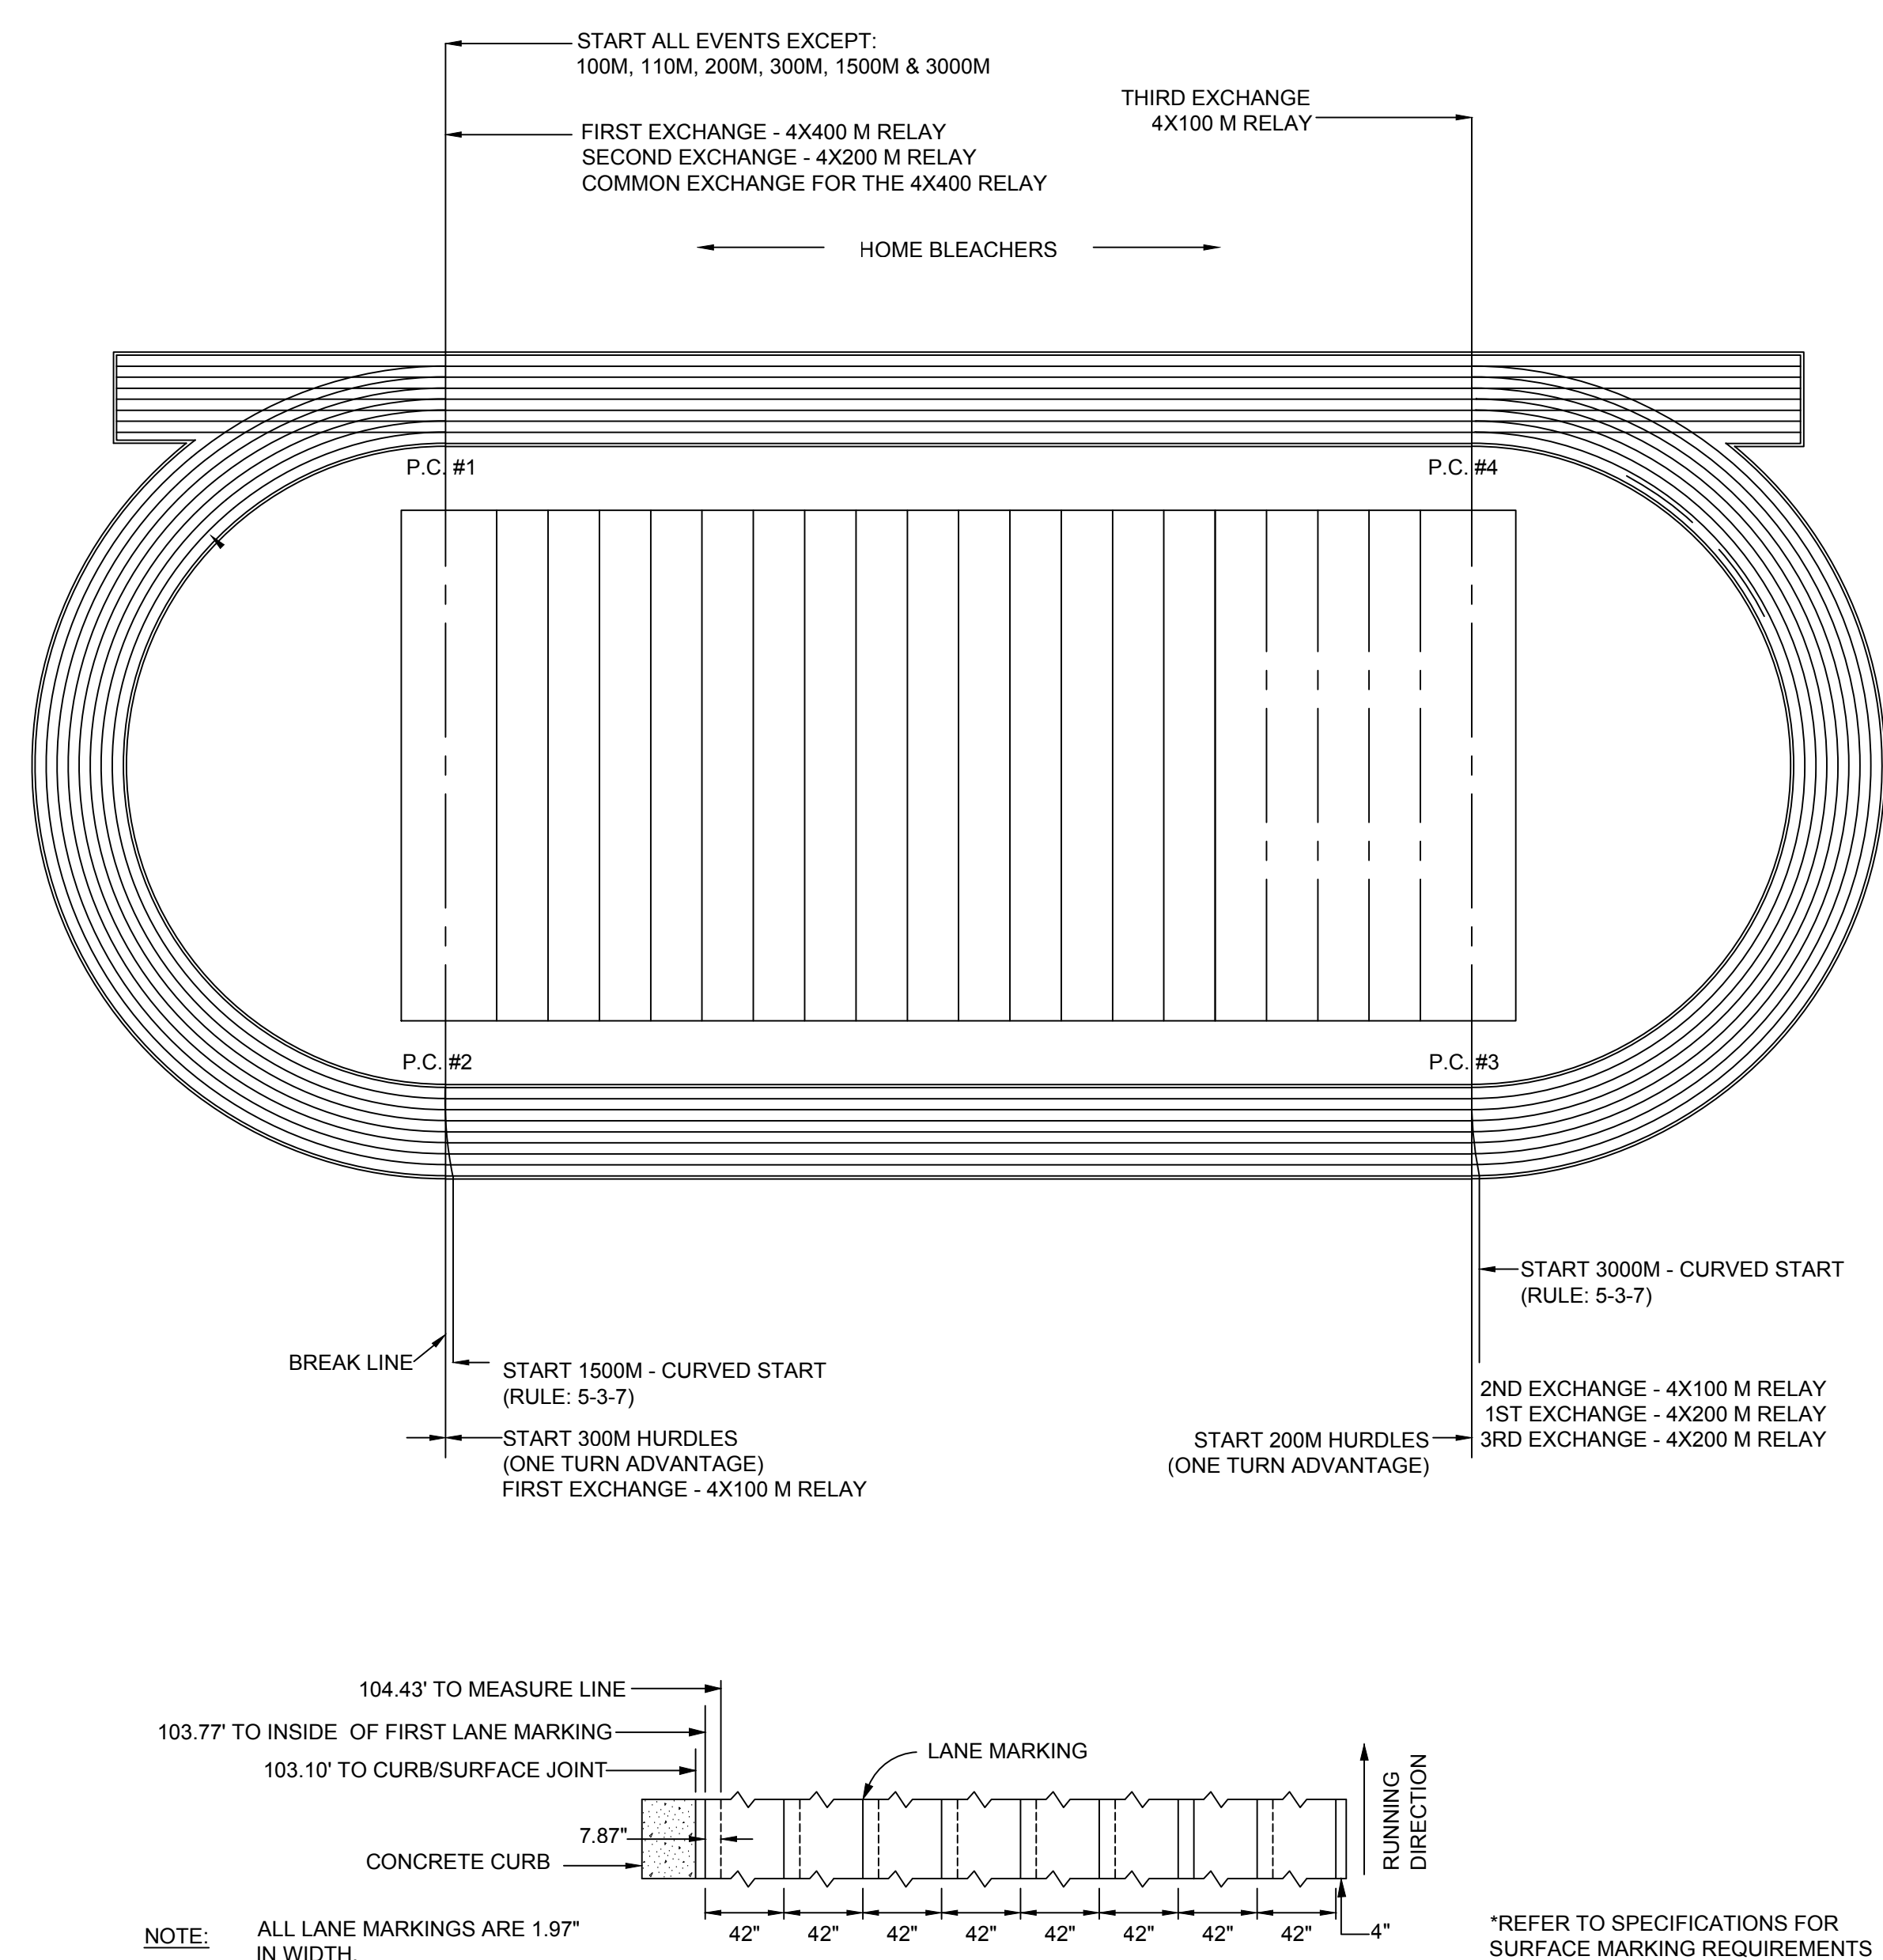 START ALL EVENTS EXCEPT:
100M, 110M, 200M, 300M, 1500M & 3000M
THIRD EXCHANGE
4X100 M RELAY
FIRST EXCHANGE - 4X400 M RELAY
SECOND EXCHANGE - 4X200 M RELAY
COMMON EXCHANGE FOR THE 4X400 RELAY
HOME BLEACHERS
P.C. #1
P.C. #4
P.C. #2
P.C. #3
START 3000M - CURVED START
(RULE: 5-3-7)
BREAK LINE
START 1500M - CURVED START
(RULE: 5-3-7)
START 300M HURDLES
(ONE TURN ADVANTAGE)
FIRST EXCHANGE - 4X100 M RELAY
2ND EXCHANGE - 4X100 M RELAY
1ST EXCHANGE - 4X200 M RELAY
3RD EXCHANGE - 4X200 M RELAY
START 200M HURDLES
(ONE TURN ADVANTAGE)
104.43' TO MEASURE LINE
103.77' TO INSIDE OF FIRST LANE MARKING
103.10' TO CURB/SURFACE JOINT
LANE MARKING
RUNNING
DIRECTION
7.87"
CONCRETE CURB
42" 42" 42" 42" 42" 42" 42" 42" 4"
NOTE: ALL LANE MARKINGS ARE 1.97"
IN WIDTH.
*REFER TO SPECIFICATIONS FOR
SURFACE MARKING REQUIREMENTS